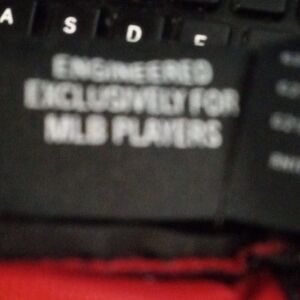 A S D F
ENGINEERED
EXCLUSIVELY FOR
MLB PLAYERS